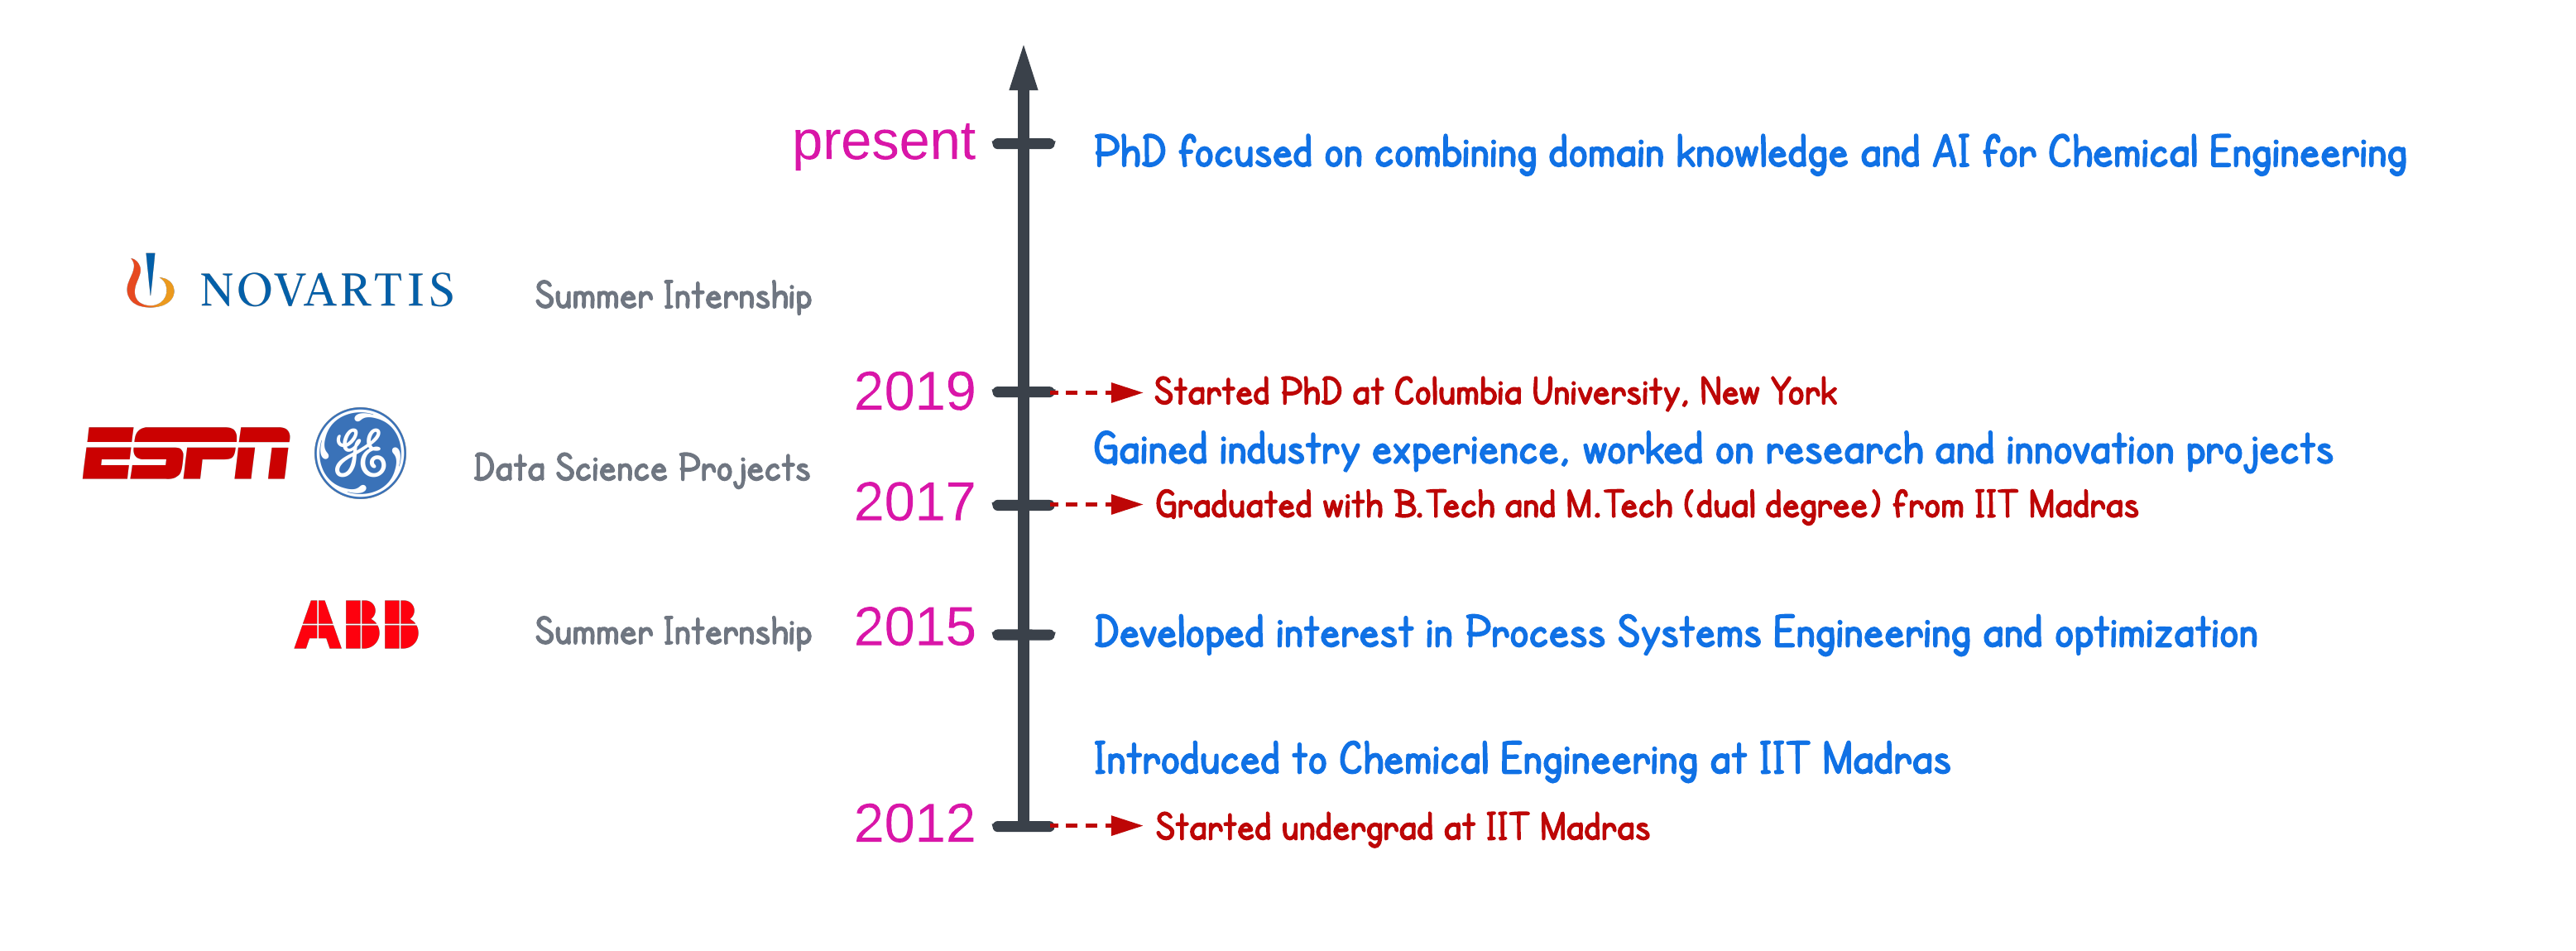 present
PhD focused on combining domain knowledge and AI for Chemical Engineering
NOVARTIS
Summer Internship
2019
Started PhD at Columbia University, New York
ESPN
GE
Data Science Projects
Gained industry experience, worked on research and innovation projects
2017
Graduated with B.Tech and M.Tech (dual degree) from IIT Madras
ABB
Summer Internship
2015
Developed interest in Process Systems Engineering and optimization
Introduced to Chemical Engineering at IIT Madras
2012
Started undergrad at IIT Madras